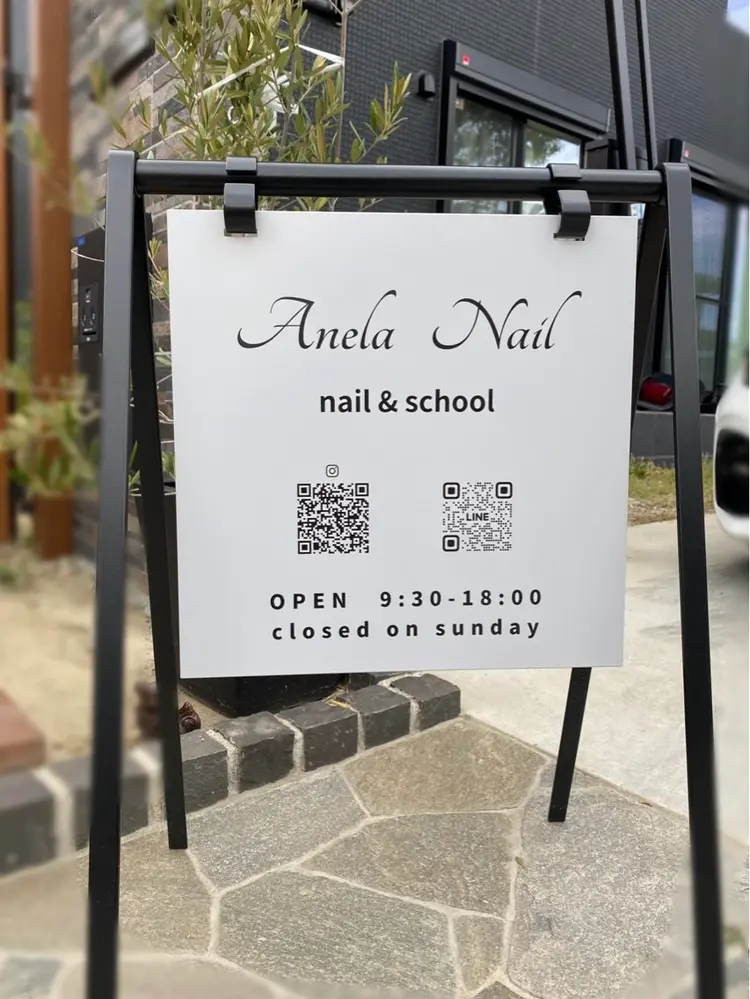 Anela Nail
nail & school
LINE
OPEN 9:30-18:00
closed on sunday